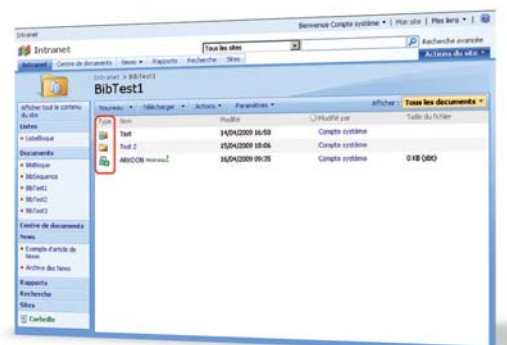 Intranet
Bienvenue Compte système | Mon site | Mes liens |
Intranet
Tous les sites
Recherche avancée
Intranet Centre de documents News Rapports Recherche Sites
Actions du site
Intranet > BibTest1
BibTest1
Afficher tout le contenu du site
Nouveau Télécharger Actions Paramètres Afficher : Tous les documents
Type Nom Modifié Modifié par Taille du fichier
Test 14/04/2009 16:50 Compte système
Test 2 15/04/2009 10:06 Compte système
ARKOON Nouveau! 16/04/2009 09:35 Compte système 0 KB
Listes
Documents
BibTest1
BibTest2
BibTest3
Centre de documents
News
Exemple d'article de News
Archive des News
Rapports
Recherche
Sites
Corbeille